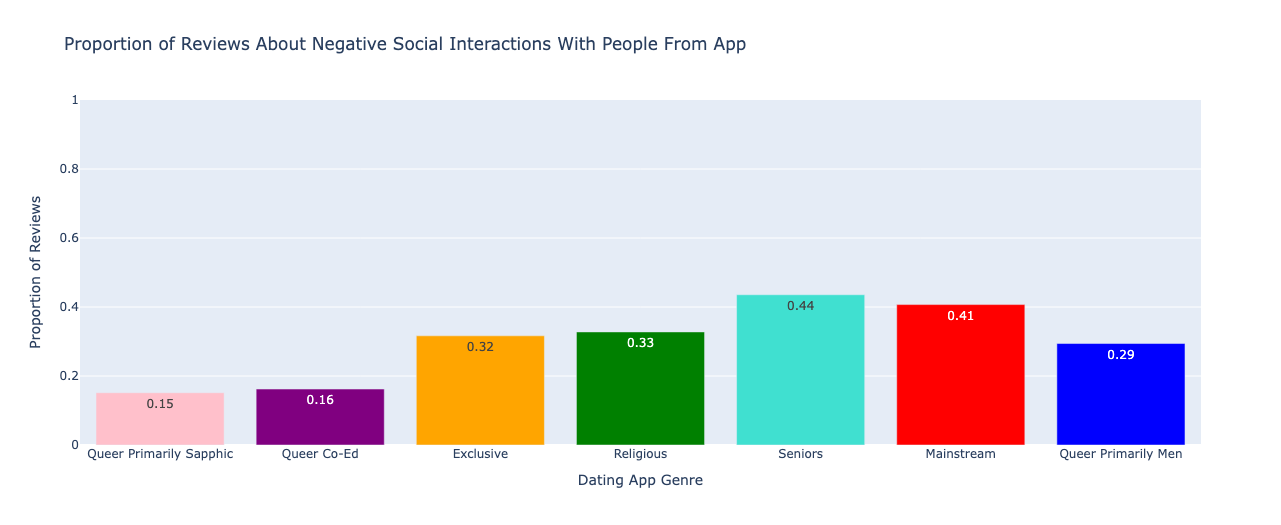 Proportion of Reviews About Negative Social Interactions With People From App
Proportion of Reviews
1
0.8
0.6
0.4
0.2
0
0.15
0.16
0.32
0.33
0.44
0.41
0.29
Queer Primarily Sapphic
Queer Co-Ed
Exclusive
Religious
Seniors
Mainstream
Queer Primarily Men
Dating App Genre